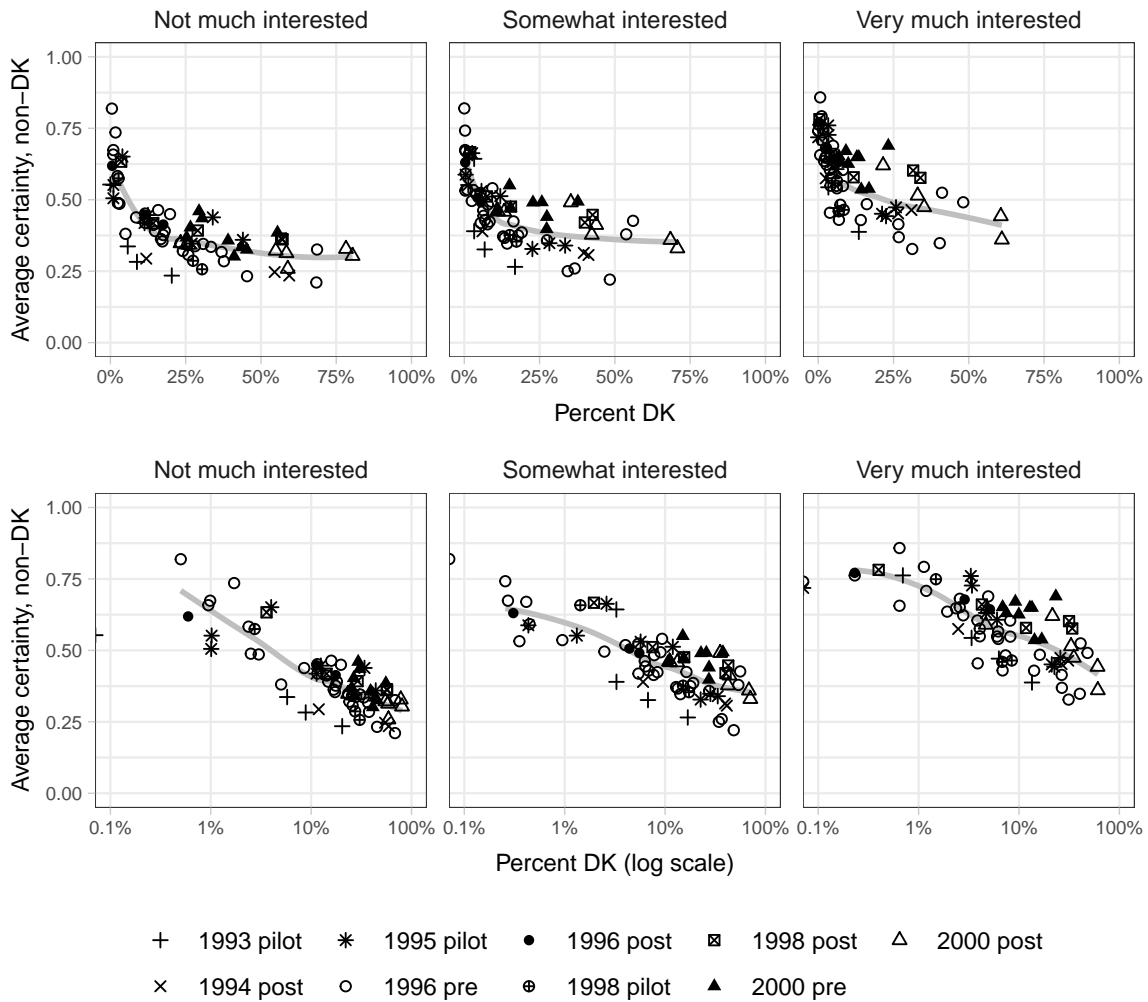 Not much interested Somewhat interested Very much interested
Average certainty, non−DK
1.00
0.75
0.50
0.25
0.00
0% 25% 50% 75% 100% 0% 25% 50% 75% 100% 0% 25% 50% 75% 100%
Percent DK
Not much interested Somewhat interested Very much interested
Average certainty, non−DK
1.00
0.75
0.50
0.25
0.00
0.1% 1% 10% 100% 0.1% 1% 10% 100% 0.1% 1% 10% 100%
Percent DK (log scale)
1993 pilot 1995 pilot 1996 post 1998 post 2000 post
1994 post 1996 pre 1998 pilot 2000 pre